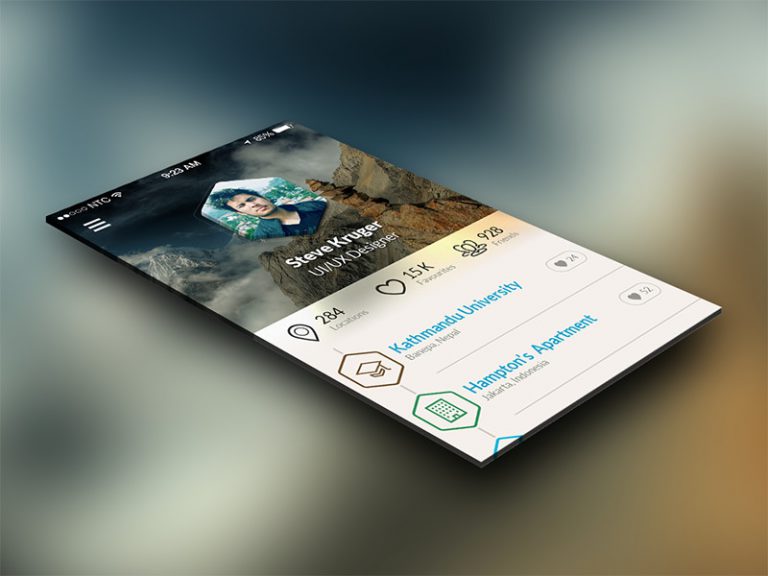 NTC
9:23 AM
85%
Steve Kruger
UI/UX Designer
284
Locations
15K
Favourites
928
Friends
Kathmandu University
Banepa, Nepal
24
Hampton's Apartment
Jakarta, Indonesia
52